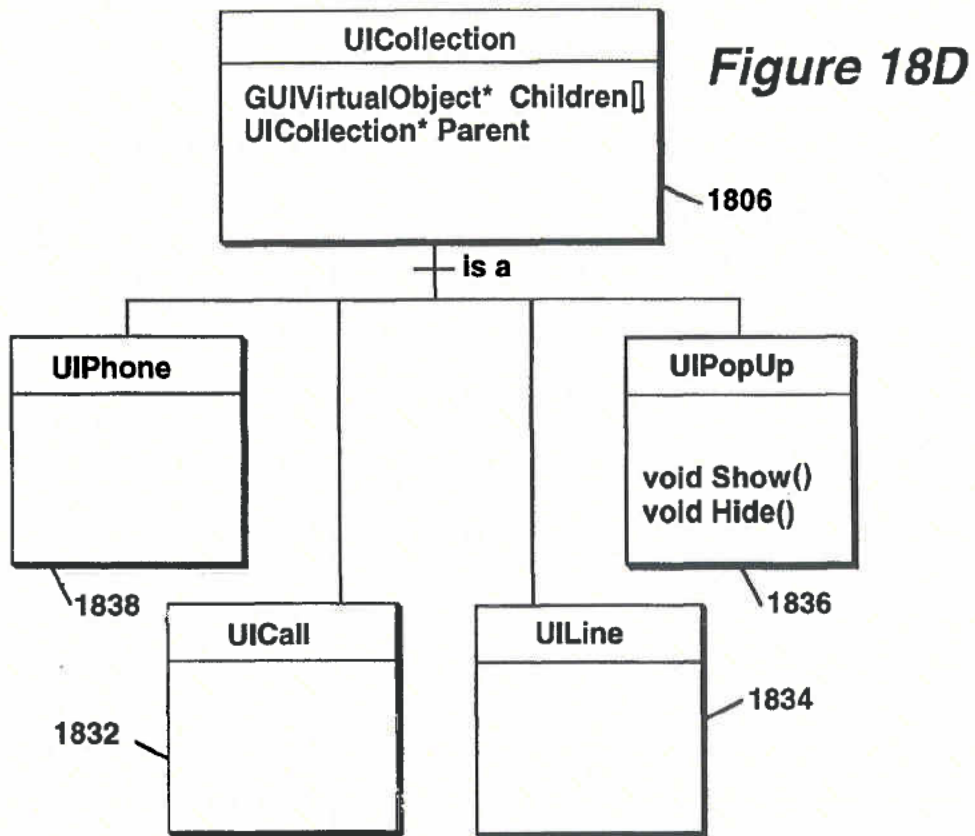 UICollection
Figure 18D
GUIVirtualObject* Children[]
UICollection* Parent
1806
is a
UIPhone
UIPopUp
void Show()
void Hide()
1838
1836
UICall
UILine
1834
1832